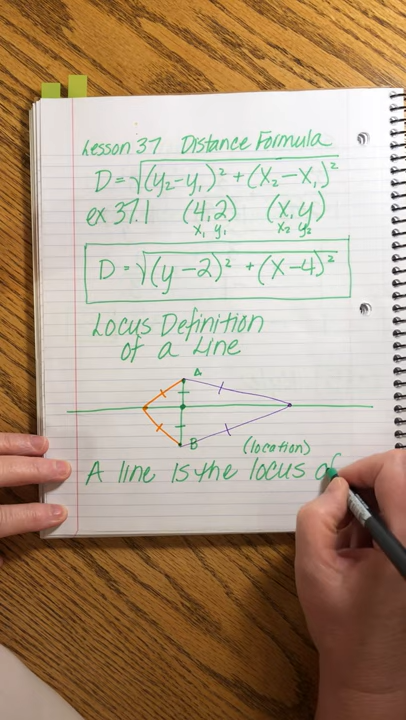 Lesson 37 Distance Formula
D = √(y₂-y₁)² + (x₂-x₁)²
ex 37.1 (4,2) (x,y)
x₁ y₁ x₂ y₂
D = √(y-2)² + (x-4)²
Locus Definition
of a Line
A
B
(location)
A line is the locus of